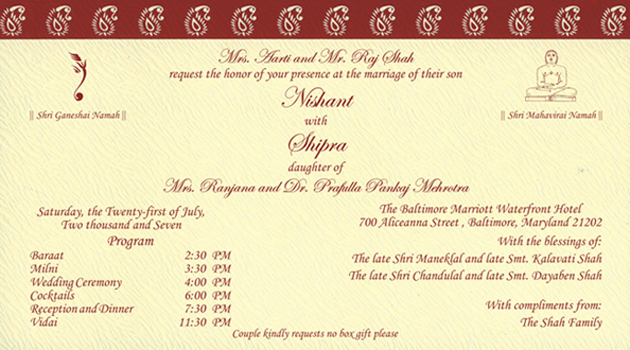 Mrs. Aarti and Mr. Raj Shah
request the honor of your presence at the marriage of their son
|| Shri Ganeshai Namah ||
|| Shri Mahavirai Namah ||
Nishant
with
Shipra
daughter of
Mrs. Ranjana and Dr. Prafulla Pankaj Mehrotra
Saturday, the Twenty-first of July,
Two thousand and Seven
Program
Baraat 2:30 PM
Milni 3:30 PM
Wedding Ceremony 4:00 PM
Cocktails 6:00 PM
Reception and Dinner 7:30 PM
Vidai 11:30 PM
The Baltimore Marriott Waterfront Hotel
700 Aliceanna Street , Baltimore, Maryland 21202
With the blessings of:
The late Shri Maneklal and late Smt. Kalavati Shah
The late Shri Chandulal and late Smt. Dayaben Shah
With compliments from:
The Shah Family
Couple kindly requests no box gift please